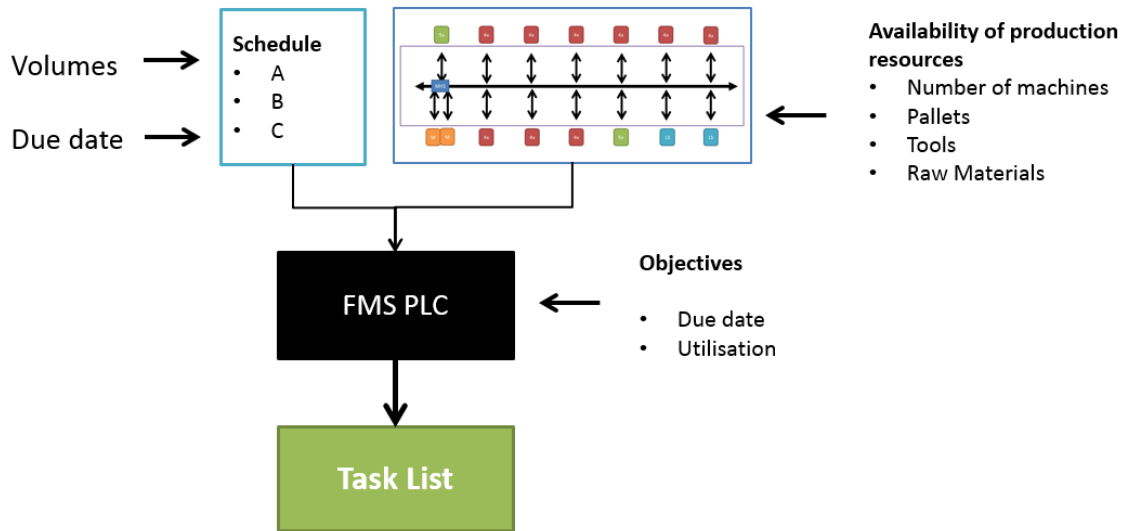 Volumes
Due date
Schedule
• A
• B
• C
Availability of production
resources
• Number of machines
• Pallets
• Tools
• Raw Materials
FMS PLC
Objectives
• Due date
• Utilisation
Task List